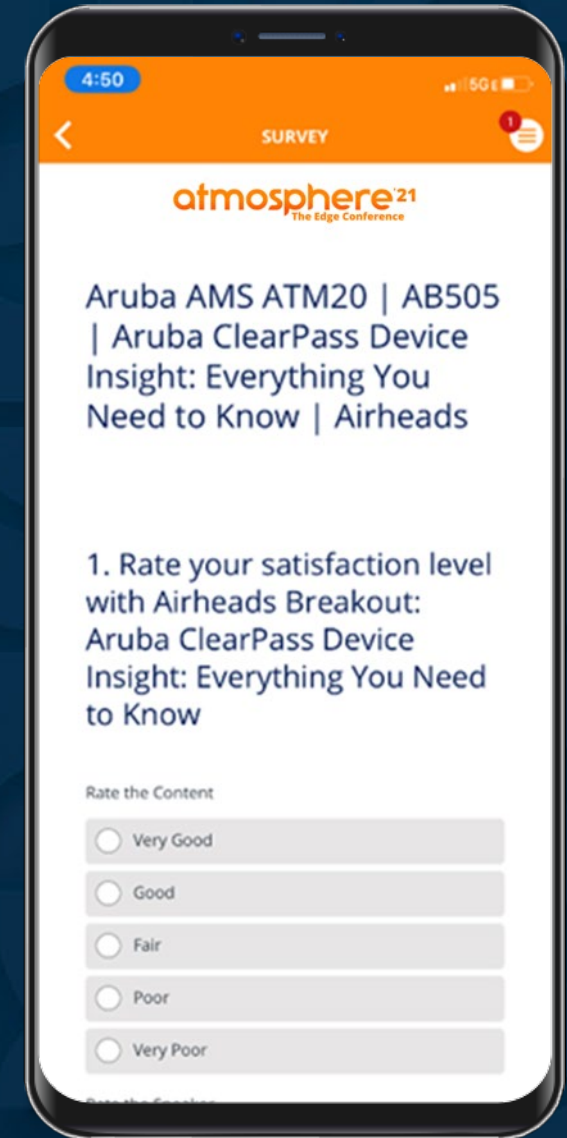 4:50
5G E
SURVEY
1
atmosphere'21
The Edge Conference
Aruba AMS ATM20 | AB505
| Aruba ClearPass Device
Insight: Everything You
Need to Know | Airheads
1. Rate your satisfaction level
with Airheads Breakout:
Aruba ClearPass Device
Insight: Everything You Need
to Know
Rate the Content
Very Good
Good
Fair
Poor
Very Poor